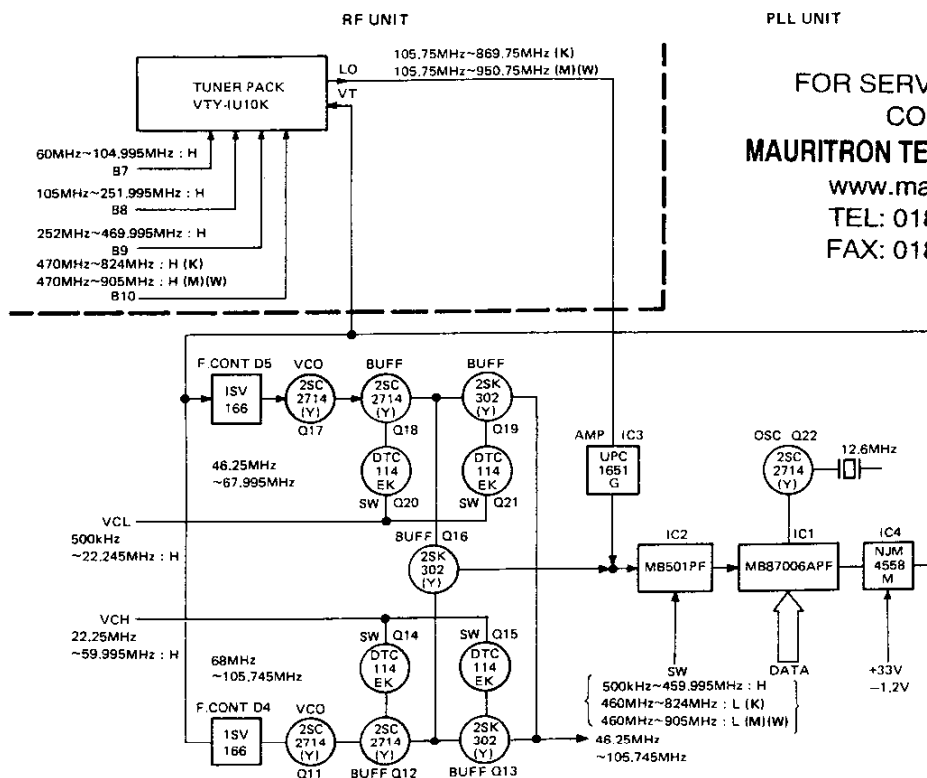 RF UNIT
PLL UNIT
105.75MHz~869.75MHz (K)
105.75MHz~950.75MHz (M)(W)
LO
VT
TUNER PACK
VTY-IU10K
60MHz~104.995MHz : H
B7
105MHz~251.995MHz : H
B8
252MHz~469.995MHz : H
B9
470MHz~824MHz : H (K)
470MHz~905MHz : H (M)(W)
B10
FOR SERV
CO
MAURITRON TE
www.ma
TEL: 018
FAX: 018
F.CONT D5
ISV
166
VCO
2SC
2714
(Y)
Q17
BUFF
2SC
2714
(Y)
Q18
BUFF
2SK
302
(Y)
Q19
DTC
114
EK
SW Q20
DTC
114
EK
SW Q21
46.25MHz
~67.995MHz
VCL
500kHz
~22.245MHz : H
BUFF Q16
2SK
302
(Y)
AMP IC3
UPC
1651
G
OSC Q22
2SC
2714
(Y)
12.6MHz
IC2
MB501PF
IC1
MB87006APF
IC4
NJM
4558
M
VCH
22.25MHz
~59.995MHz : H
SW Q14
DTC
114
EK
SW Q15
DTC
114
EK
68MHz
~105.745MHz
F.CONT D4
1SV
166
VCO
2SC
2714
(Y)
Q11
2SC
2714
(Y)
BUFF Q12
2SK
302
(Y)
BUFF Q13
SW
500kHz~459.995MHz : H
460MHz~824MHz : L (K)
460MHz~905MHz : L (M)(W)
DATA
+33V
−1.2V
46.25MHz
~105.745MHz